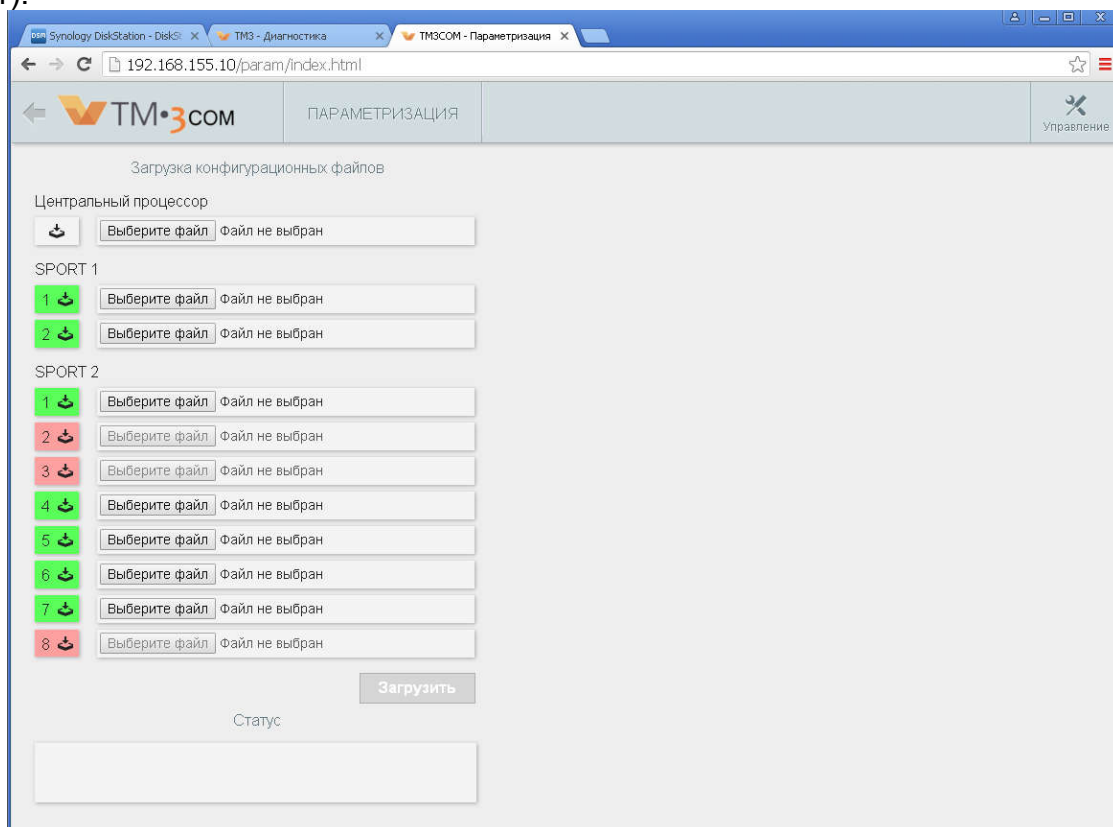 т).
DSM Synology DiskStation - DiskS
ТМ3 - Диагностика
ТМ3COM - Параметризация
192.168.155.10/param/index.html
ТМ•3COM
ПАРАМЕТРИЗАЦИЯ
Управление
Загрузка конфигурационных файлов
Центральный процессор
Выберите файл Файл не выбран
SPORT 1
1 Выберите файл Файл не выбран
2 Выберите файл Файл не выбран
SPORT 2
1 Выберите файл Файл не выбран
2 Выберите файл Файл не выбран
3 Выберите файл Файл не выбран
4 Выберите файл Файл не выбран
5 Выберите файл Файл не выбран
6 Выберите файл Файл не выбран
7 Выберите файл Файл не выбран
8 Выберите файл Файл не выбран
Загрузить
Статус